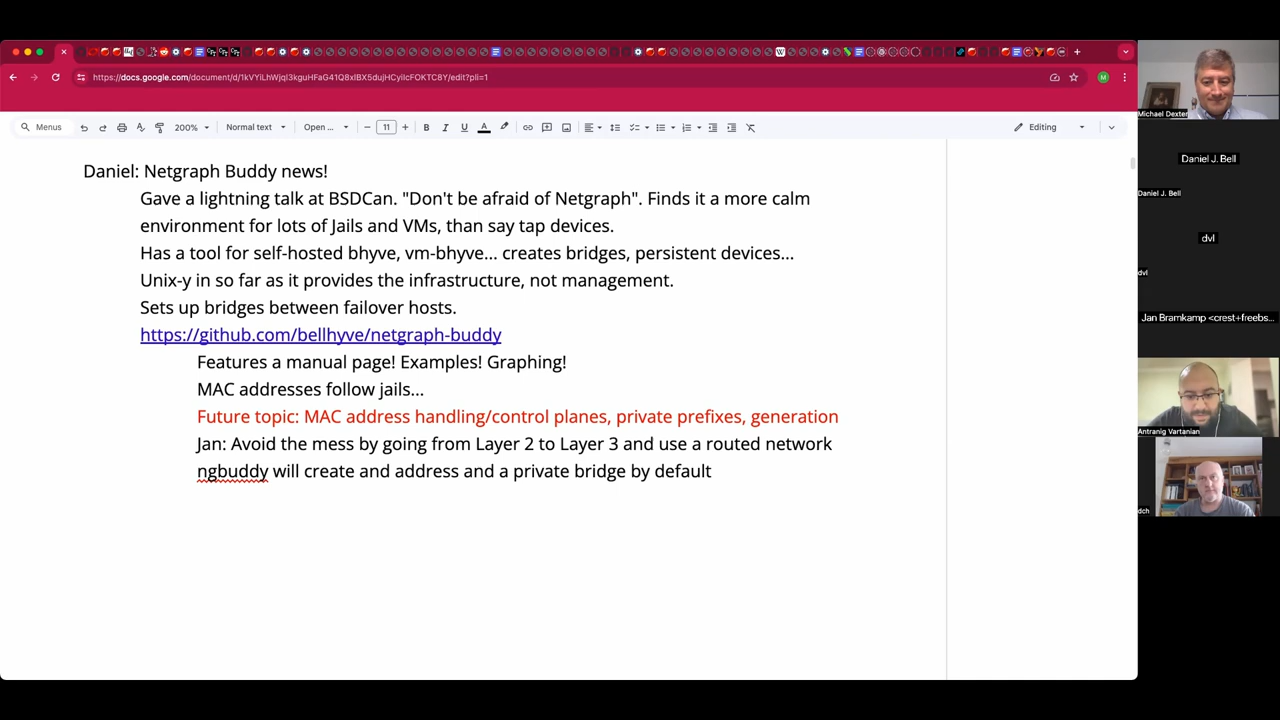 https://docs.google.com/document/d/1kVYiLhWjql3kguHFaG41Q8xlBX5dujHCyilcFOKTC8Y/edit?pli=1
M
Menus
200%
Normal text
Open ...
11
Editing
Daniel: Netgraph Buddy news!
Gave a lightning talk at BSDCan. "Don't be afraid of Netgraph". Finds it a more calm
environment for lots of Jails and VMs, than say tap devices.
Has a tool for self-hosted bhyve, vm-bhyve... creates bridges, persistent devices...
Unix-y in so far as it provides the infrastructure, not management.
Sets up bridges between failover hosts.
https://github.com/bellhyve/netgraph-buddy
Features a manual page! Examples! Graphing!
MAC addresses follow jails...
Future topic: MAC address handling/control planes, private prefixes, generation
Jan: Avoid the mess by going from Layer 2 to Layer 3 and use a routed network
ngbuddy will create and address and a private bridge by default
Michael Dexter
Daniel J. Bell
Daniel J. Bell
dvl
dvl
Jan Bramkamp <crest+freebs...
Antranig Vartanian
dch